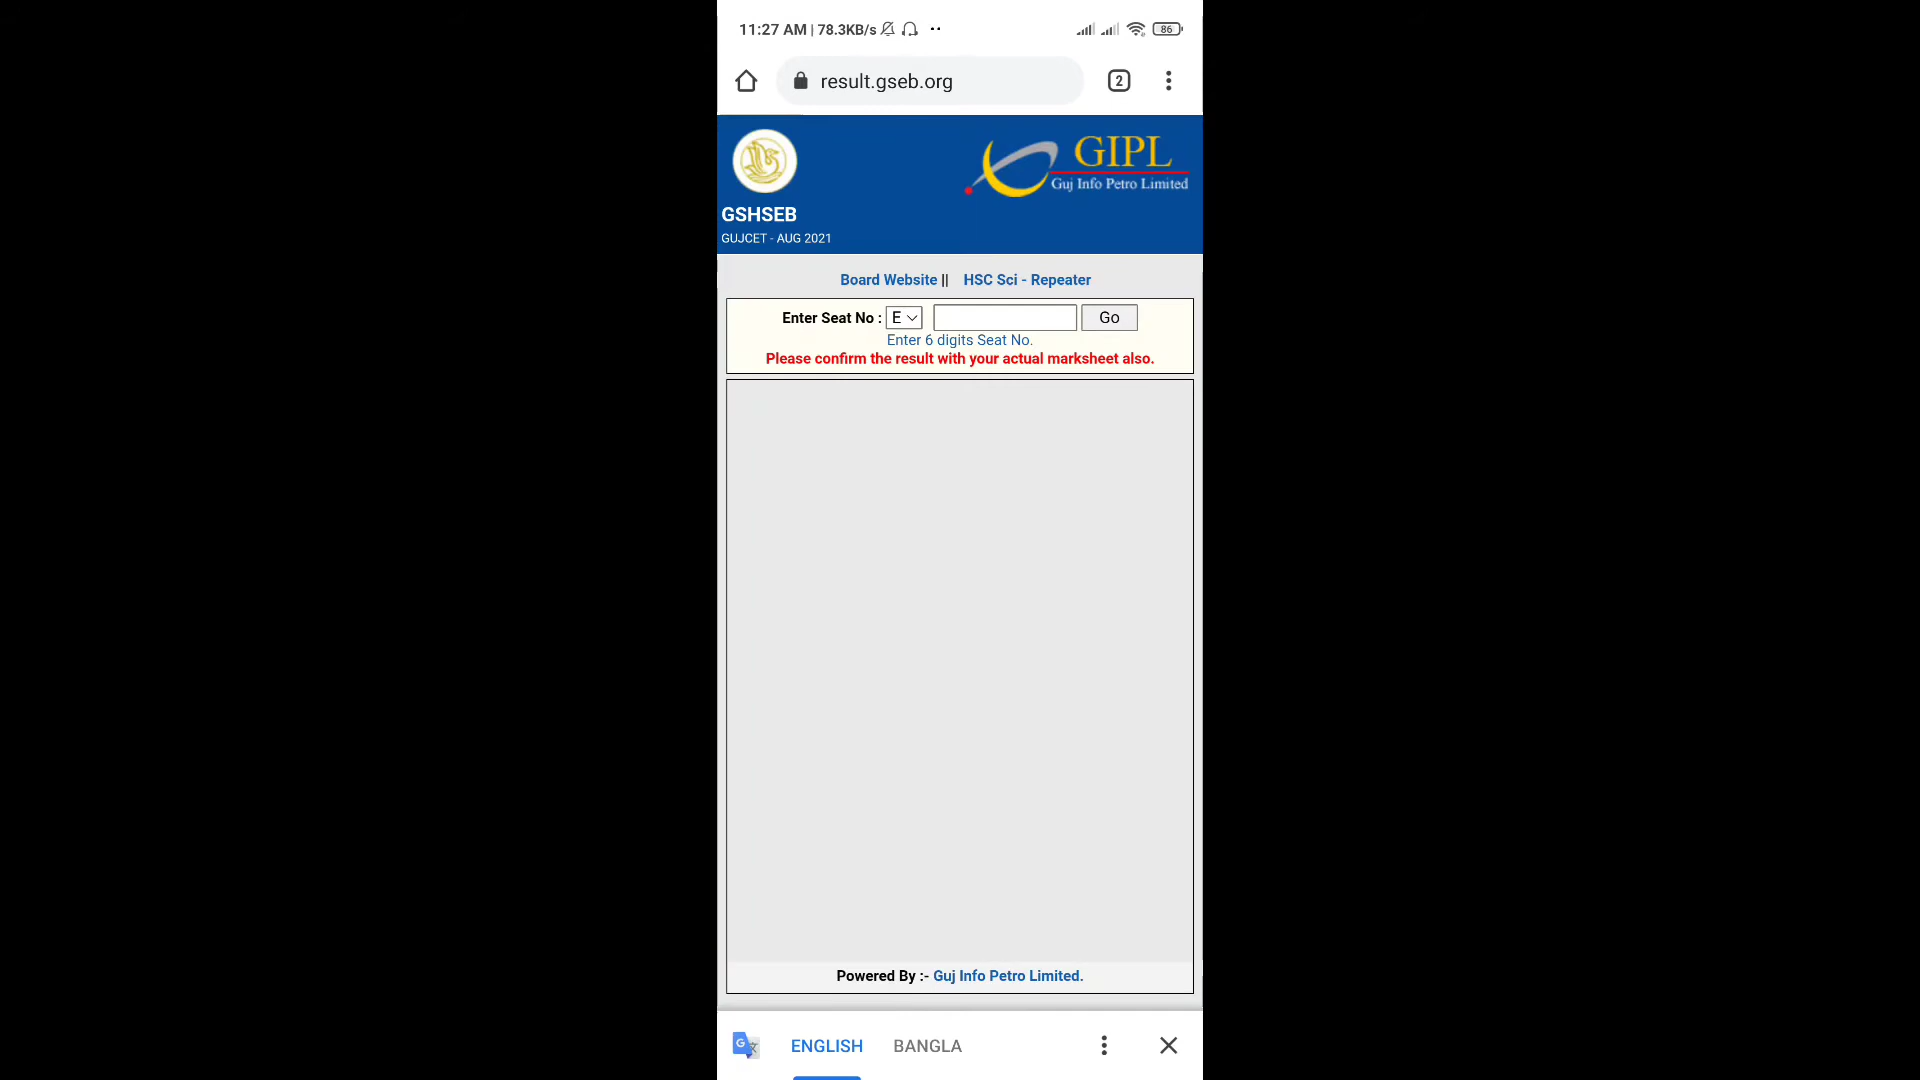 11:27 AM | 78.3KB/s 86
result.gseb.org 2
GIPL
Guj Info Petro Limited
GSHSEB
GUJCET - AUG 2021
Board Website || HSC Sci - Repeater
Enter Seat No : E Go
Enter 6 digits Seat No.
Please confirm the result with your actual marksheet also.
Powered By :- Guj Info Petro Limited.
G ENGLISH BANGLA